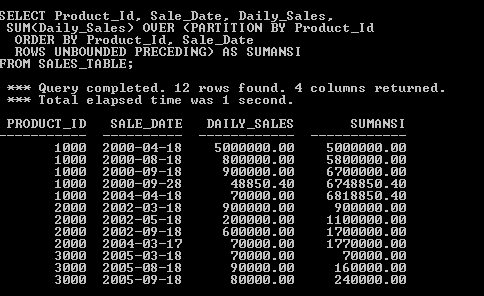 SELECT Product_Id, Sale_Date, Daily_Sales,
SUM(Daily_Sales) OVER (PARTITION BY Product_Id
ORDER BY Product_Id, Sale_Date
ROWS UNBOUNDED PRECEDING) AS SUMANSI
FROM SALES_TABLE;
*** Query completed. 12 rows found. 4 columns returned.
*** Total elapsed time was 1 second.
PRODUCT_ID SALE_DATE DAILY_SALES SUMANSI
----------- ---------- ------------- -------------
1000 2000-04-18 5000000.00 5000000.00
1000 2000-08-18 800000.00 5800000.00
1000 2000-09-18 900000.00 6700000.00
1000 2000-09-28 48850.40 6748850.40
1000 2004-04-18 70000.00 6818850.40
2000 2002-03-18 900000.00 900000.00
2000 2002-05-18 200000.00 1100000.00
2000 2002-09-18 600000.00 1700000.00
2000 2004-03-17 70000.00 1770000.00
3000 2005-03-18 70000.00 70000.00
3000 2005-08-18 90000.00 160000.00
3000 2005-09-18 80000.00 240000.00